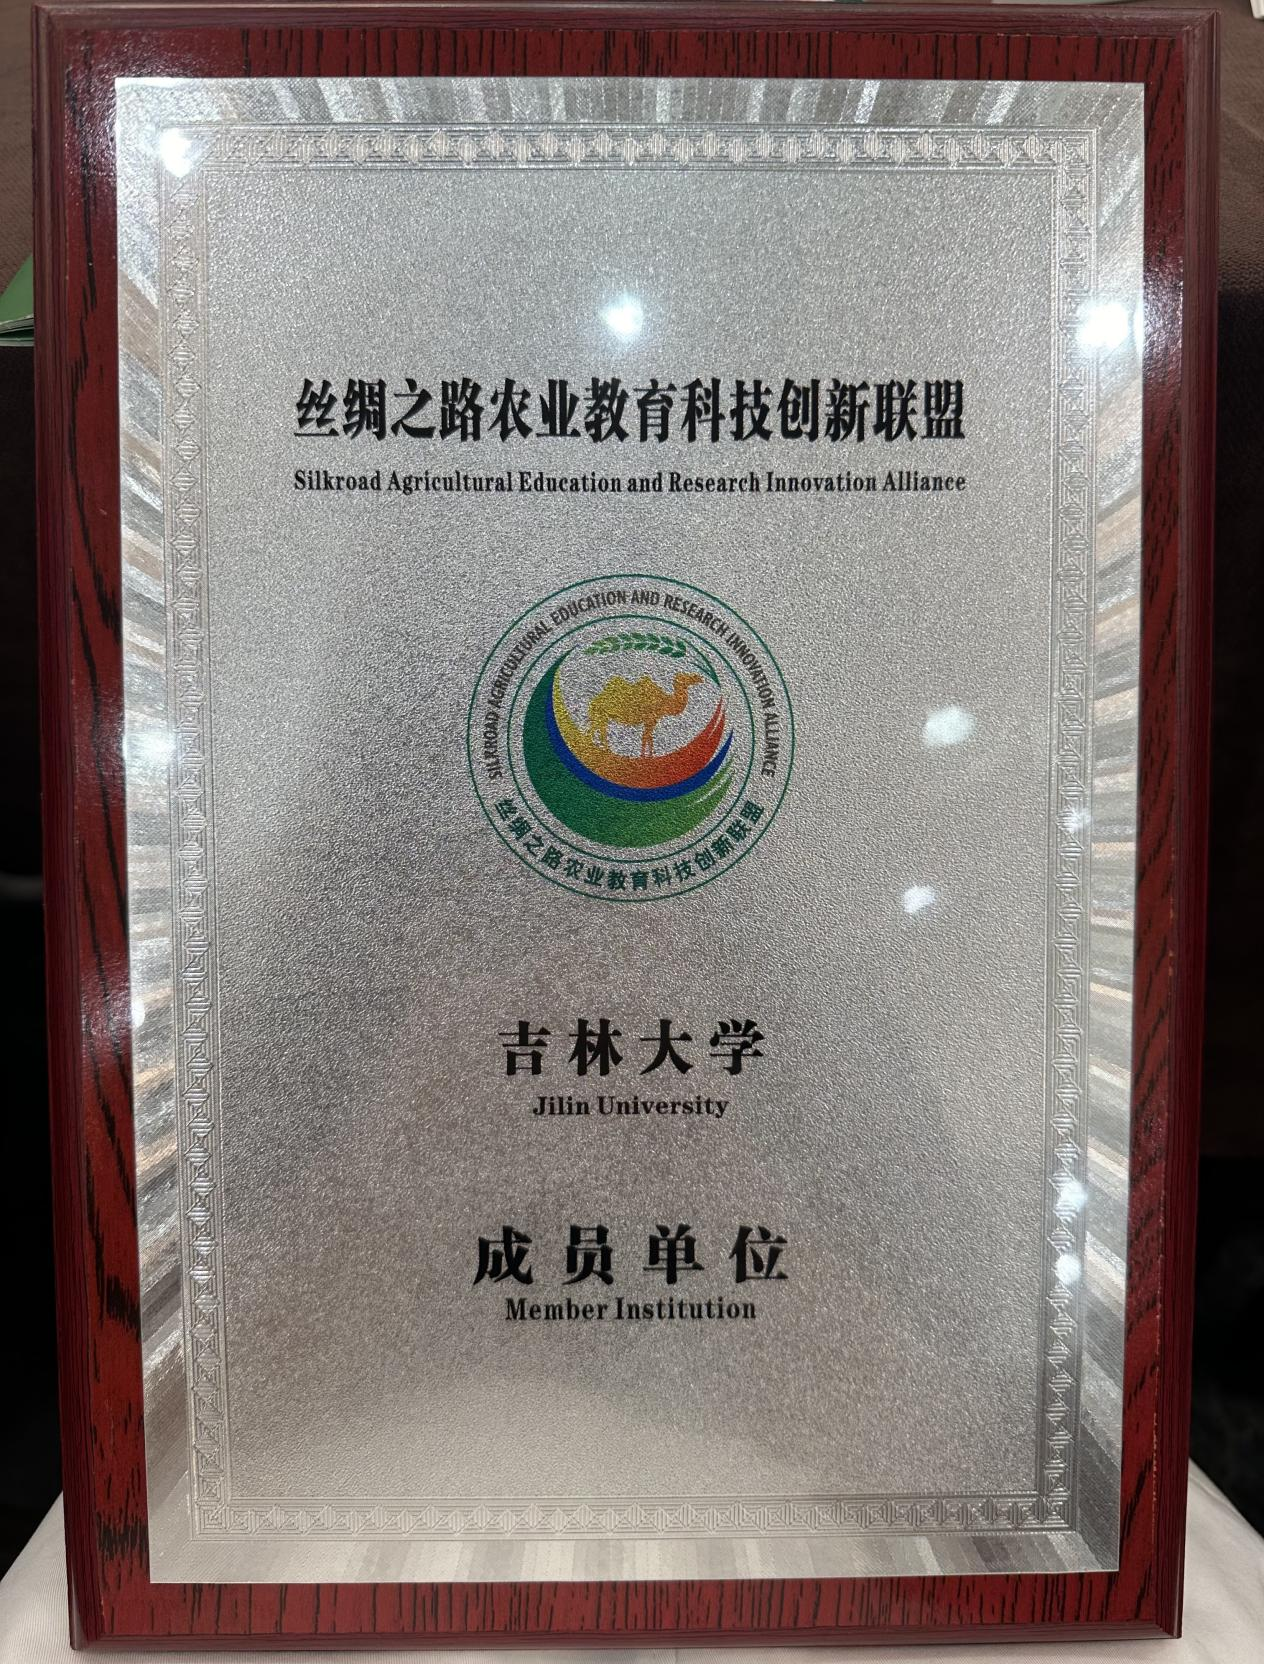 丝绸之路农业教育科技创新联盟
Silkroad Agricultural Education and Research Innovation Alliance
SILKROAD AGRICULTURAL EDUCATION AND RESEARCH INNOVATION ALLIANCE
丝绸之路农业教育科技创新联盟
吉林大学
Jilin University
成员单位
Member Institution